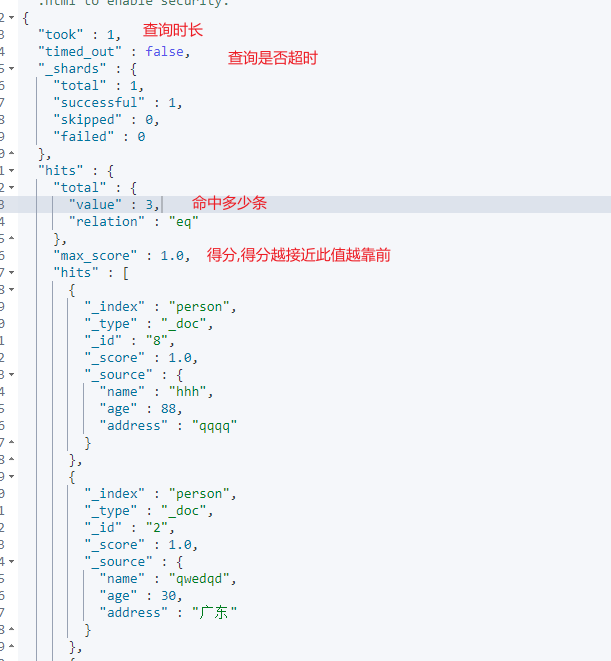 .html to enable security.
2 {
3 "took" : 1, 查询时长
4 "timed_out" : false, 查询是否超时
5 "_shards" : {
6 "total" : 1,
7 "successful" : 1,
8 "skipped" : 0,
9 "failed" : 0
0 },
1 "hits" : {
2 "total" : {
3 "value" : 3, 命中多少条
4 "relation" : "eq"
5 },
6 "max_score" : 1.0, 得分,得分越接近此值越靠前
7 "hits" : [
8 {
9 "_index" : "person",
0 "_type" : "_doc",
1 "_id" : "8",
2 "_score" : 1.0,
3 "_source" : {
4 "name" : "hhh",
5 "age" : 88,
6 "address" : "qqqq"
7 }
8 },
9 {
0 "_index" : "person",
1 "_type" : "_doc",
2 "_id" : "2",
3 "_score" : 1.0,
4 "_source" : {
5 "name" : "qwedqd",
6 "age" : 30,
7 "address" : "广东"
8 }
9 },